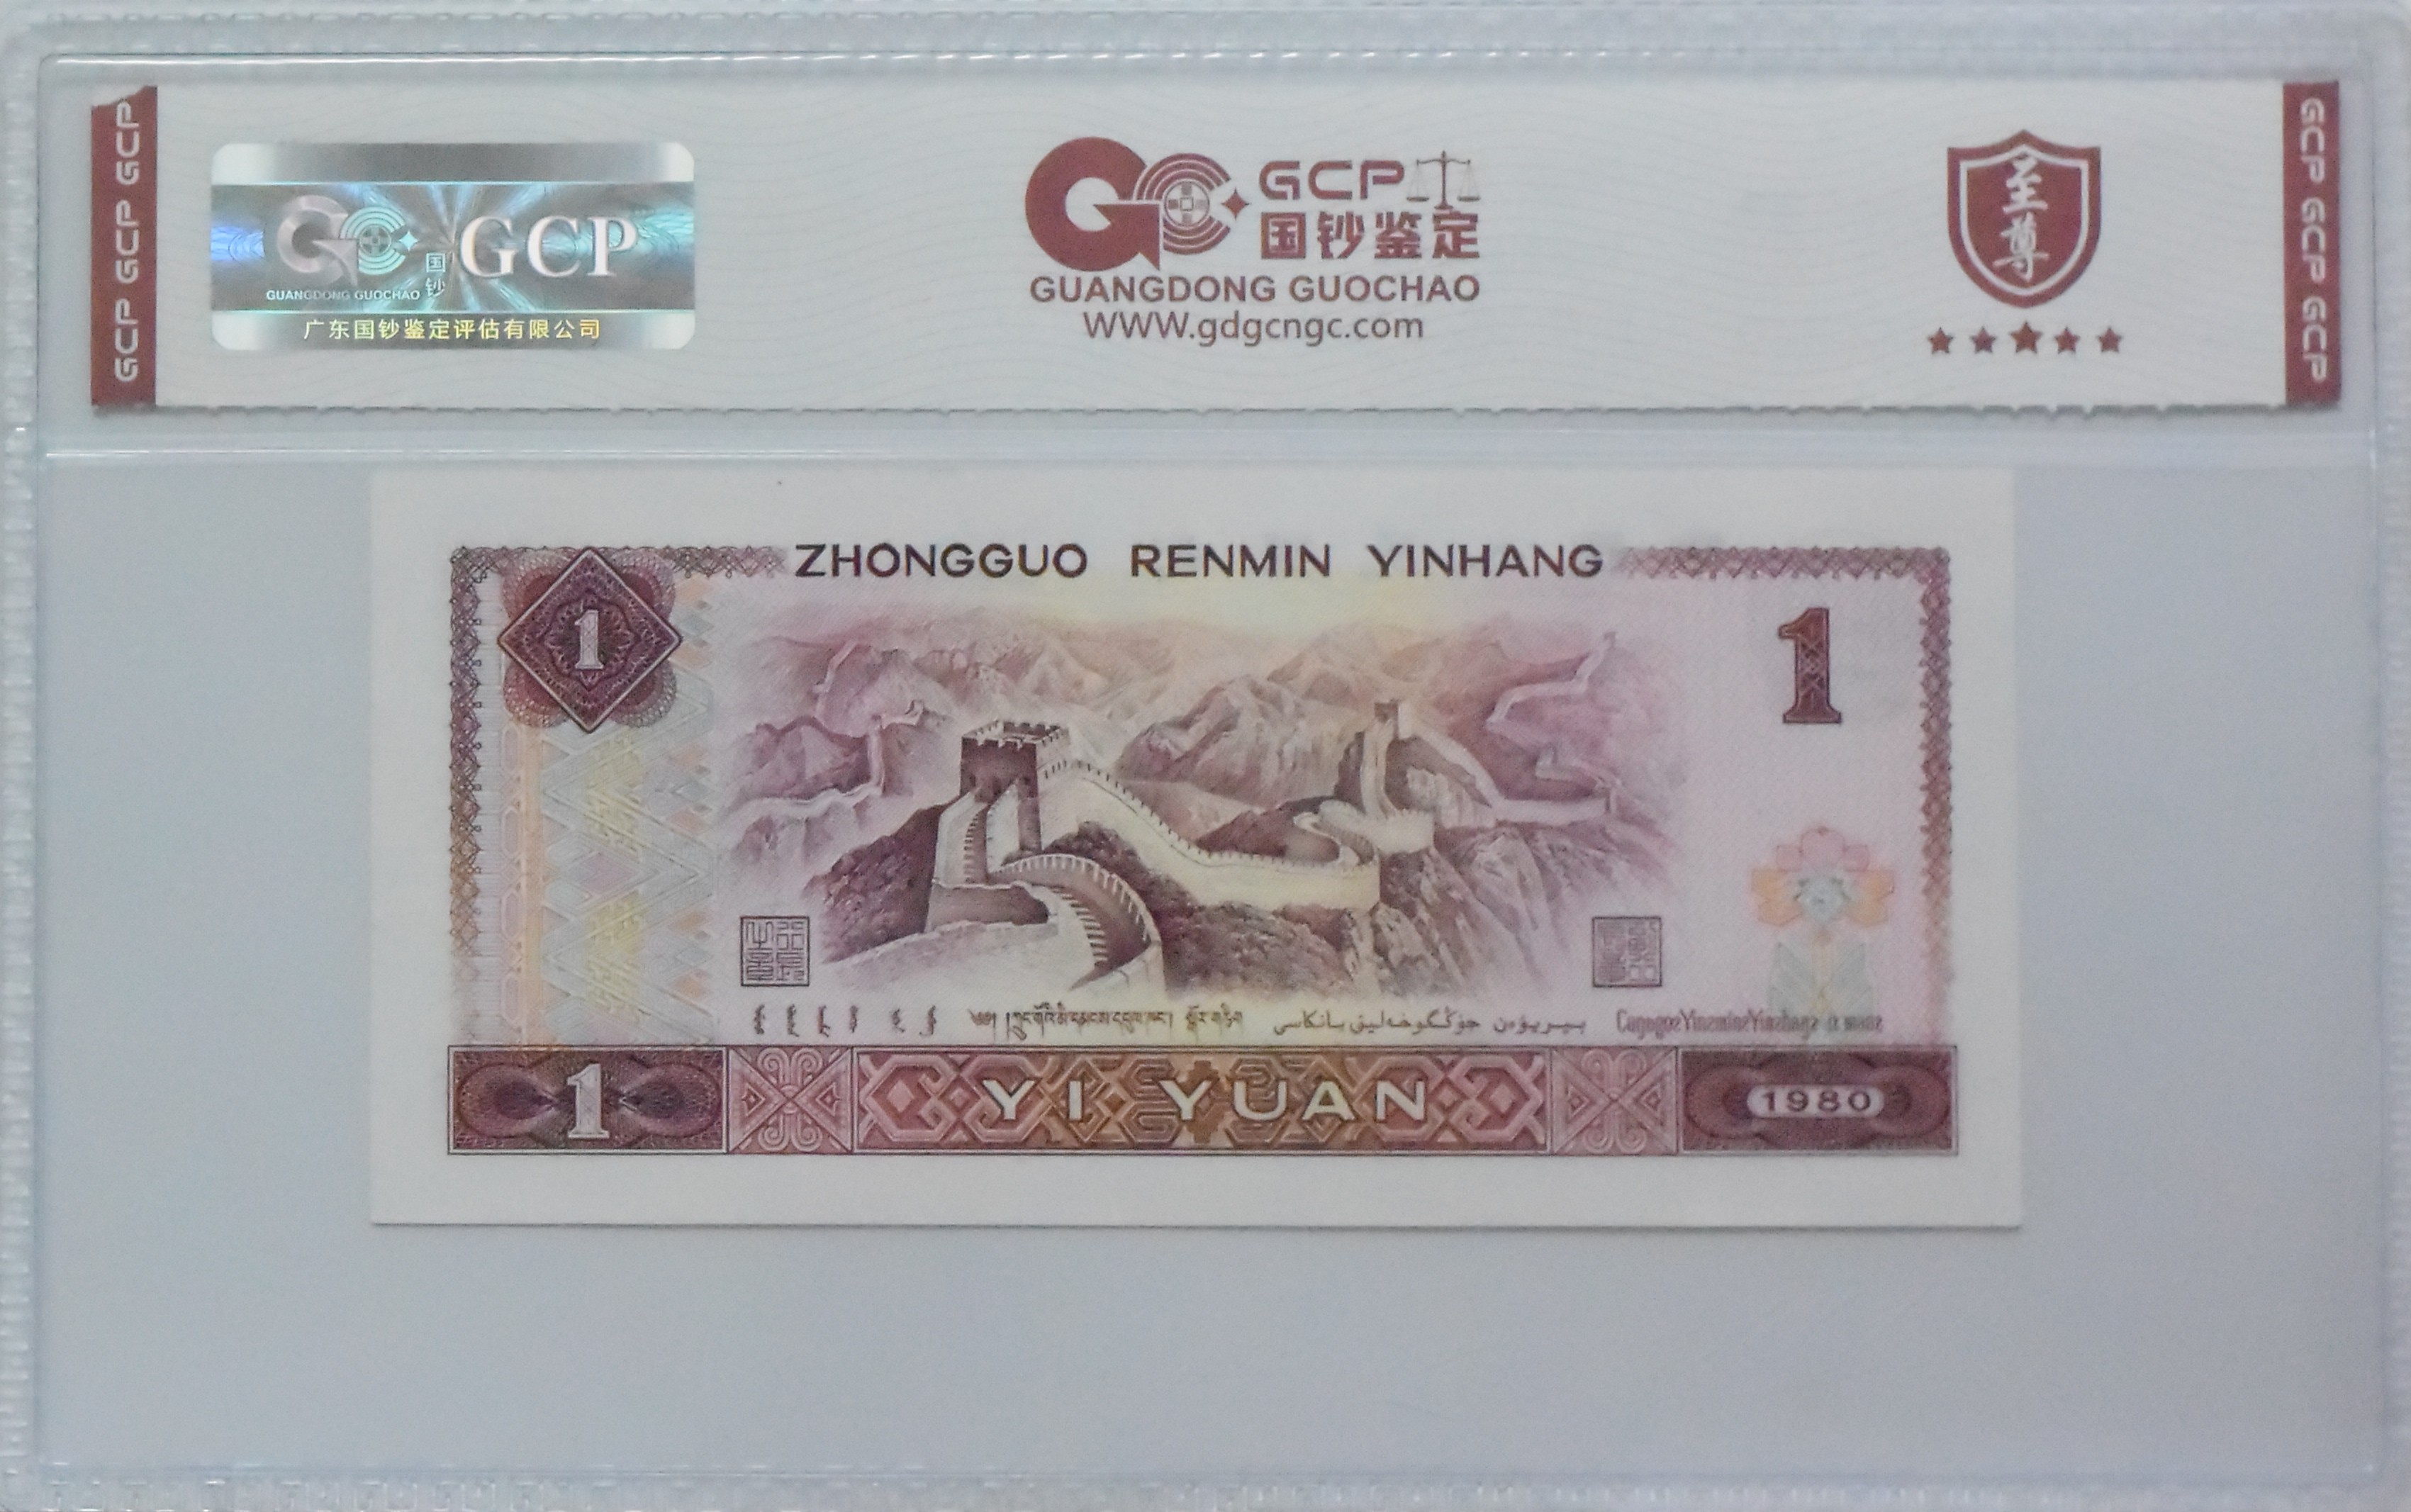 GCP GCP GCP
GCP
国钞
GUANGDONG GUOCHAO
广东国钞鉴定评估有限公司
GCP
国钞鉴定
GUANGDONG GUOCHAO
WWW.gdgcngc.com
至尊
GCP GCP GCP
ZHONGGUO RENMIN YINHANG
1
1
1
YI YUAN
1980